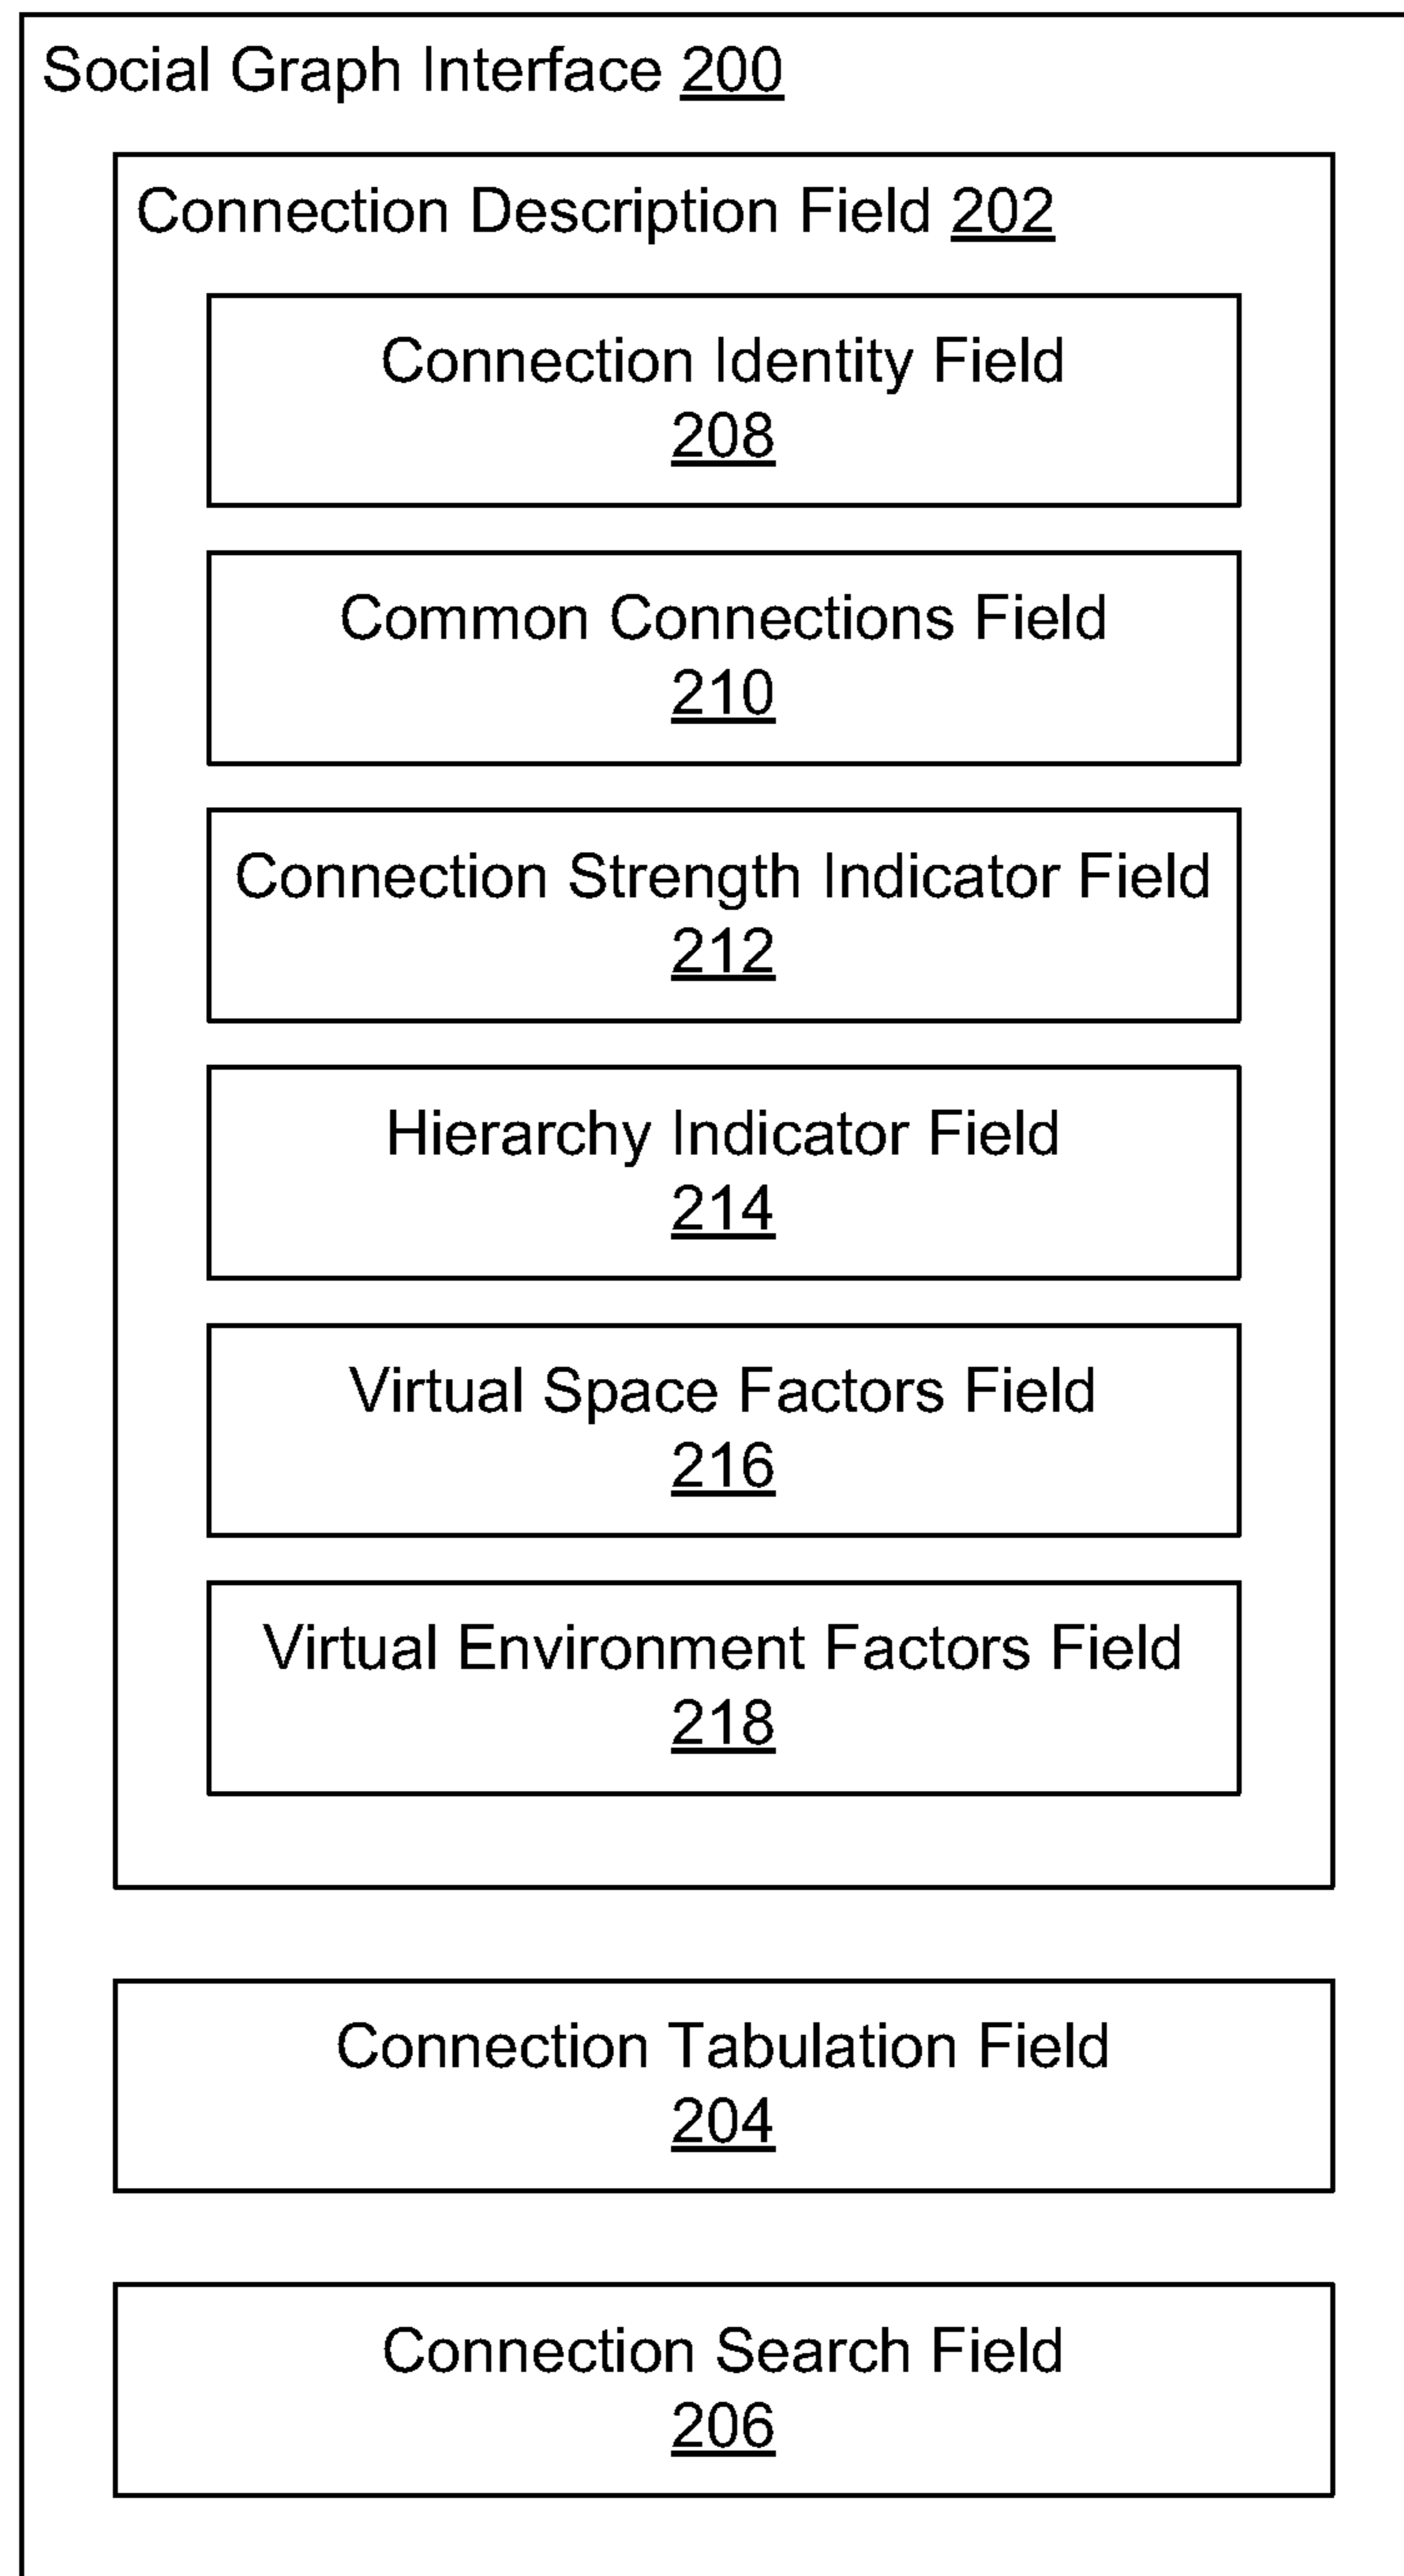 Social Graph Interface 200
Connection Description Field 202
Connection Identity Field
208
Common Connections Field
210
Connection Strength Indicator Field
212
Hierarchy Indicator Field
214
Virtual Space Factors Field
216
Virtual Environment Factors Field
218
Connection Tabulation Field
204
Connection Search Field
206